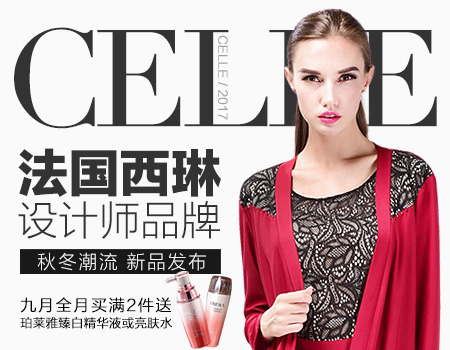 CELLE
CELLE / 2017
法国西琳
设计师品牌
秋冬潮流 新品发布
九月全月买满2件送
珀莱雅臻白精华液或亮肤水